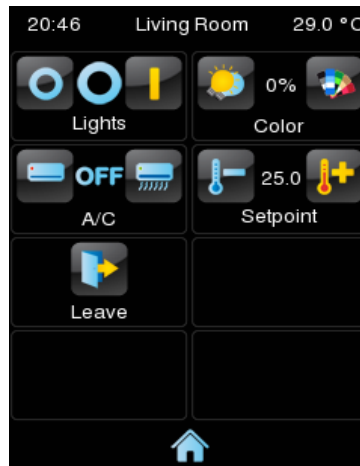 20:46 Living Room 29.0 °C
0%
Lights Color
OFF 25.0
A/C Setpoint
Leave